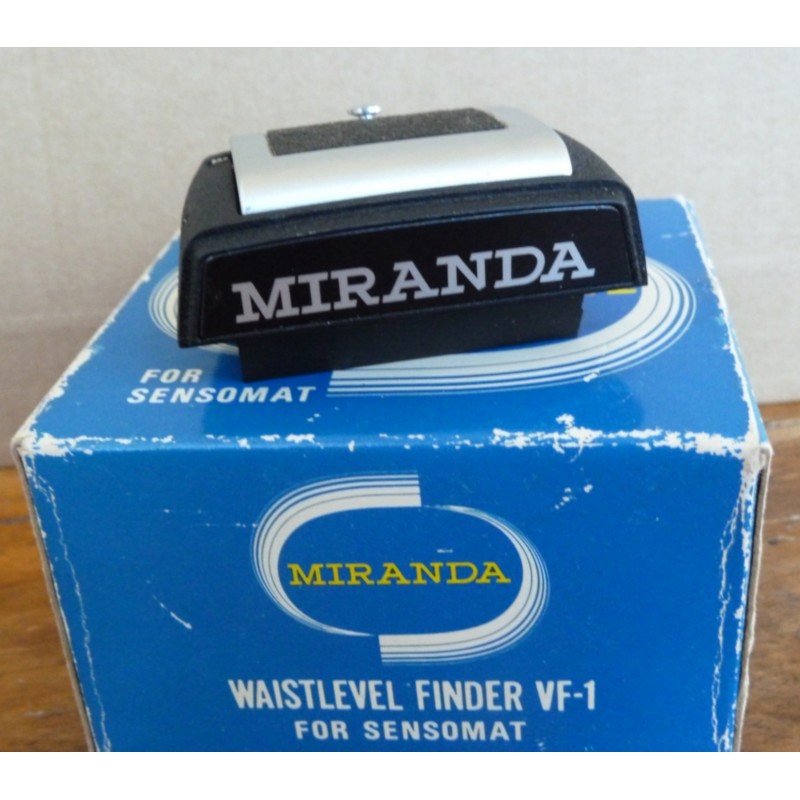 MIRANDA
FOR
SENSOMAT
MIRANDA
WAISTLEVEL FINDER VF-1
FOR SENSOMAT